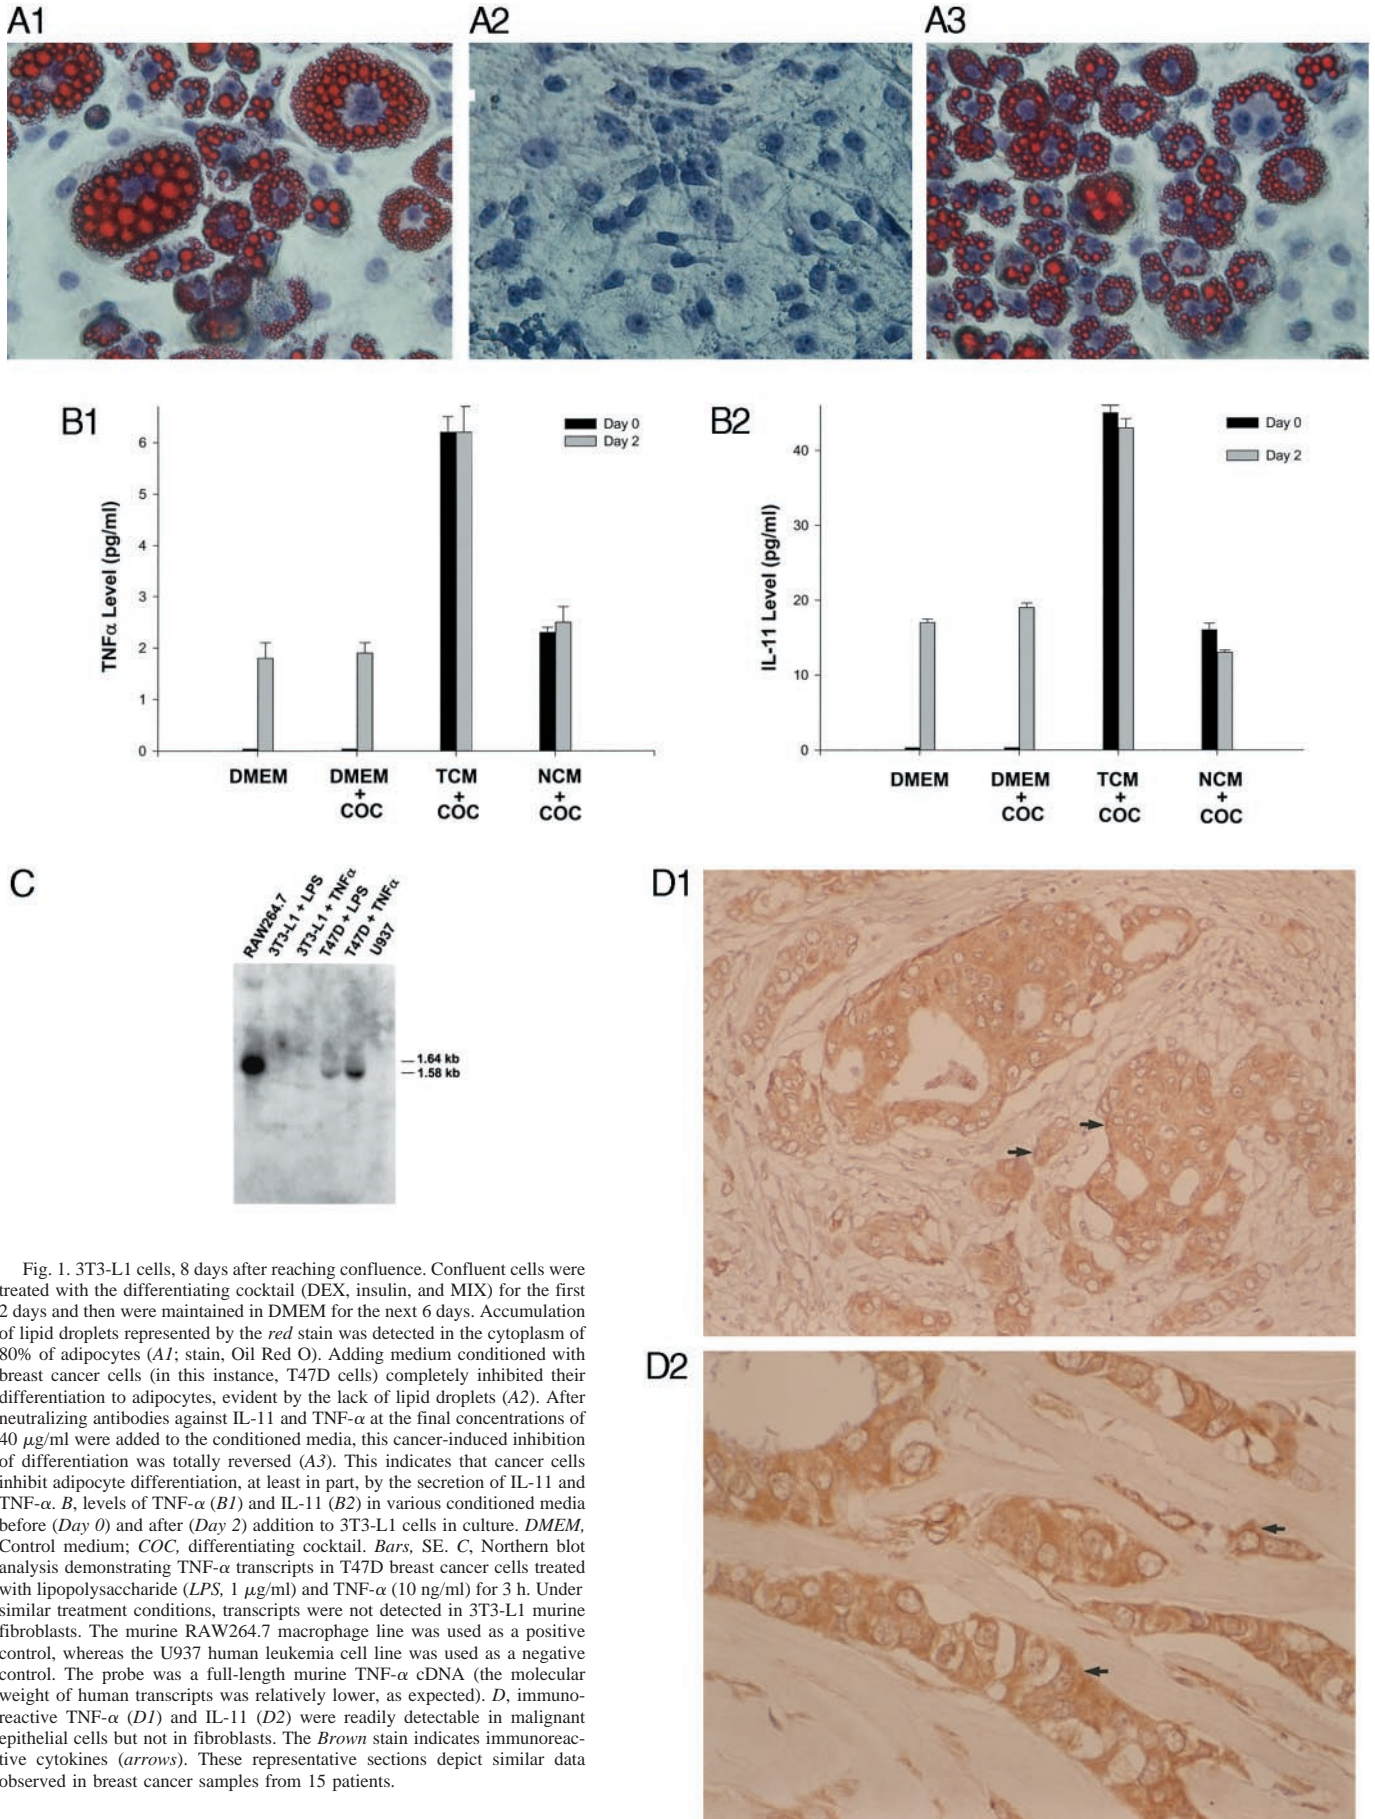 A1
A2
A3
B1
TNFα Level (pg/ml)
6
5
4
3
2
1
0
Day 0
Day 2
DMEM
DMEM
+
COC
TCM
+
COC
NCM
+
COC
B2
IL-11 Level (pg/ml)
40
30
20
10
0
Day 0
Day 2
DMEM
DMEM
+
COC
TCM
+
COC
NCM
+
COC
C
RAW264.7
3T3-L1 + LPS
3T3-L1 + TNFα
T47D + LPS
T47D + TNFα
U937
1.64 kb
1.58 kb
D1
D2
Fig. 1. 3T3-L1 cells, 8 days after reaching confluence. Confluent cells were
treated with the differentiating cocktail (DEX, insulin, and MIX) for the first
2 days and then were maintained in DMEM for the next 6 days. Accumulation
of lipid droplets represented by the red stain was detected in the cytoplasm of
80% of adipocytes (A1; stain, Oil Red O). Adding medium conditioned with
breast cancer cells (in this instance, T47D cells) completely inhibited their
differentiation to adipocytes, evident by the lack of lipid droplets (A2). After
neutralizing antibodies against IL-11 and TNF-α at the final concentrations of
40 μg/ml were added to the conditioned media, this cancer-induced inhibition
of differentiation was totally reversed (A3). This indicates that cancer cells
inhibit adipocyte differentiation, at least in part, by the secretion of IL-11 and
TNF-α. B, levels of TNF-α (B1) and IL-11 (B2) in various conditioned media
before (Day 0) and after (Day 2) addition to 3T3-L1 cells in culture. DMEM,
Control medium; COC, differentiating cocktail. Bars, SE. C, Northern blot
analysis demonstrating TNF-α transcripts in T47D breast cancer cells treated
with lipopolysaccharide (LPS, 1 μg/ml) and TNF-α (10 ng/ml) for 3 h. Under
similar treatment conditions, transcripts were not detected in 3T3-L1 murine
fibroblasts. The murine RAW264.7 macrophage line was used as a positive
control, whereas the U937 human leukemia cell line was used as a negative
control. The probe was a full-length murine TNF-α cDNA (the molecular
weight of human transcripts was relatively lower, as expected). D, immuno-
reactive TNF-α (D1) and IL-11 (D2) were readily detectable in malignant
epithelial cells but not in fibroblasts. The Brown stain indicates immunoreac-
tive cytokines (arrows). These representative sections depict similar data
observed in breast cancer samples from 15 patients.